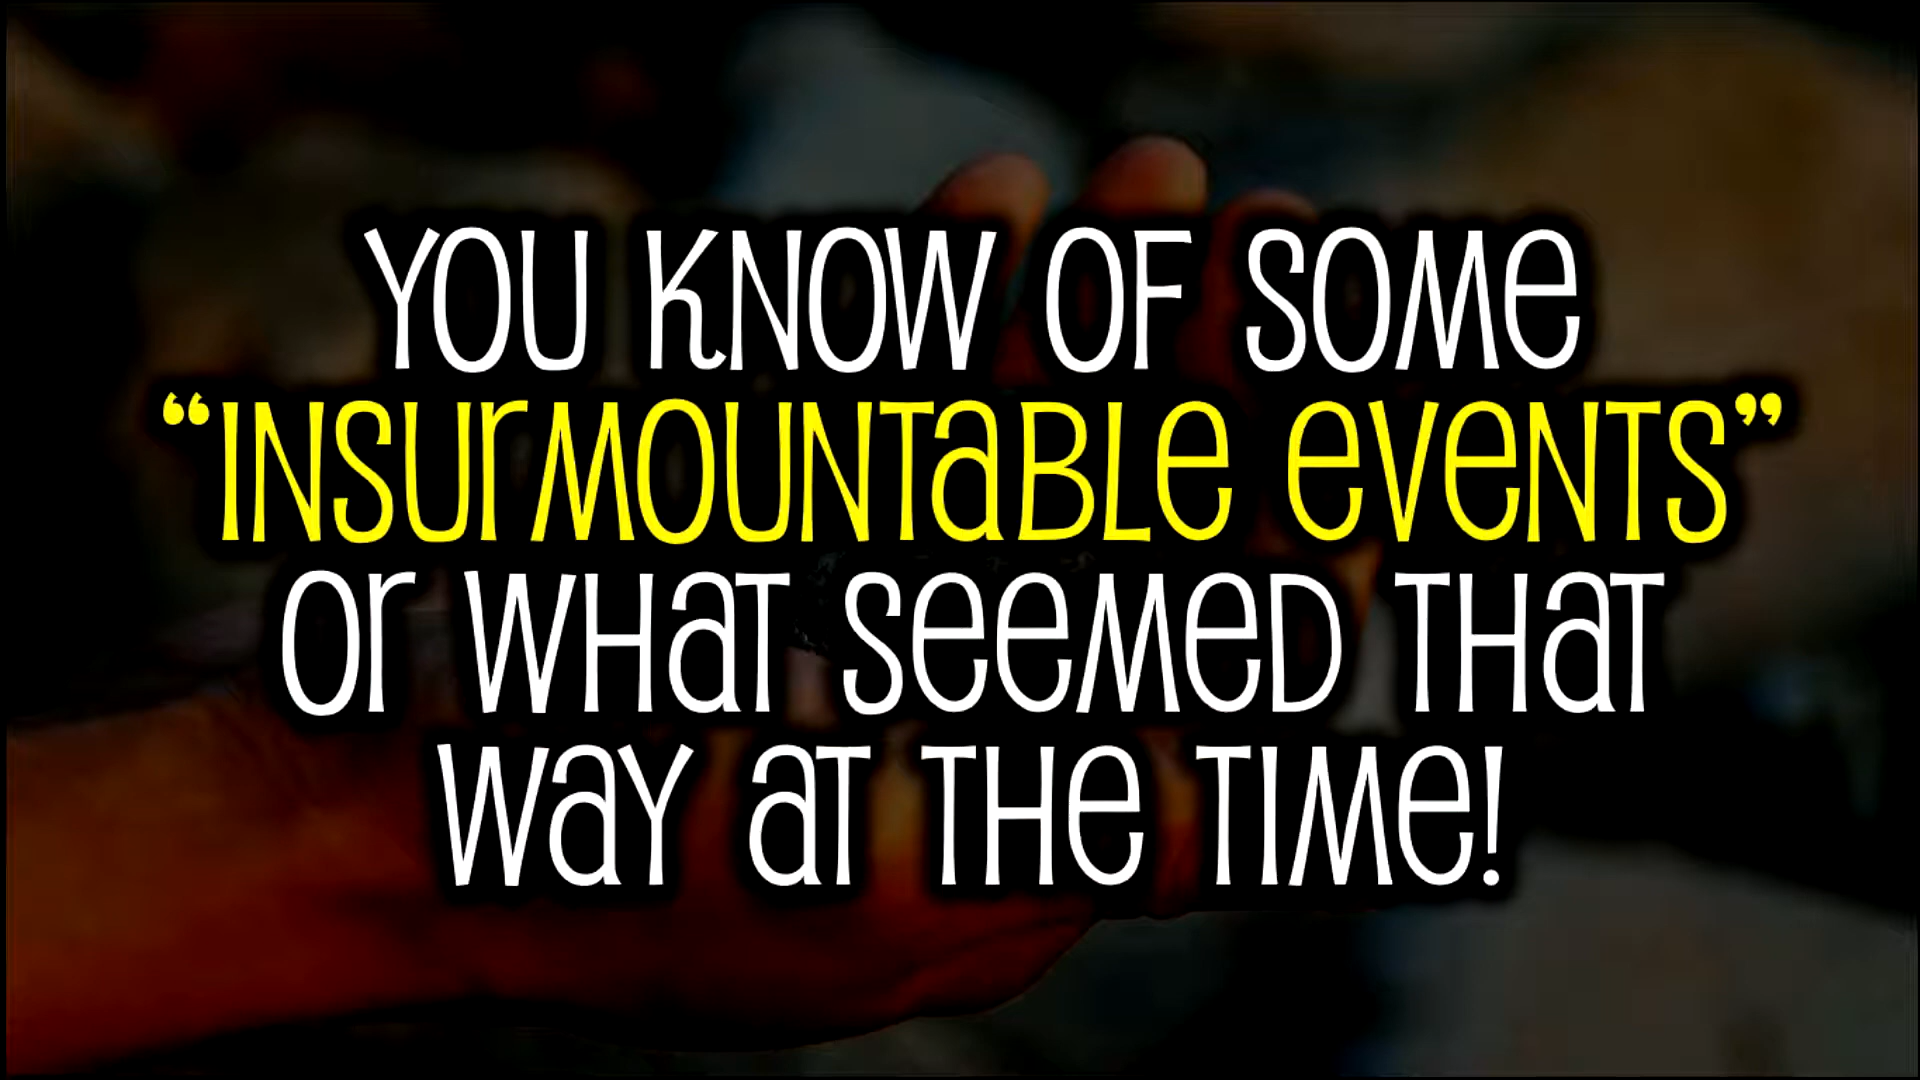 YOU KNOW OF SOME
“INSURMOUNTABLE EVENTS”
OR WHAT SEEMED THAT
WAY AT THE TIME!